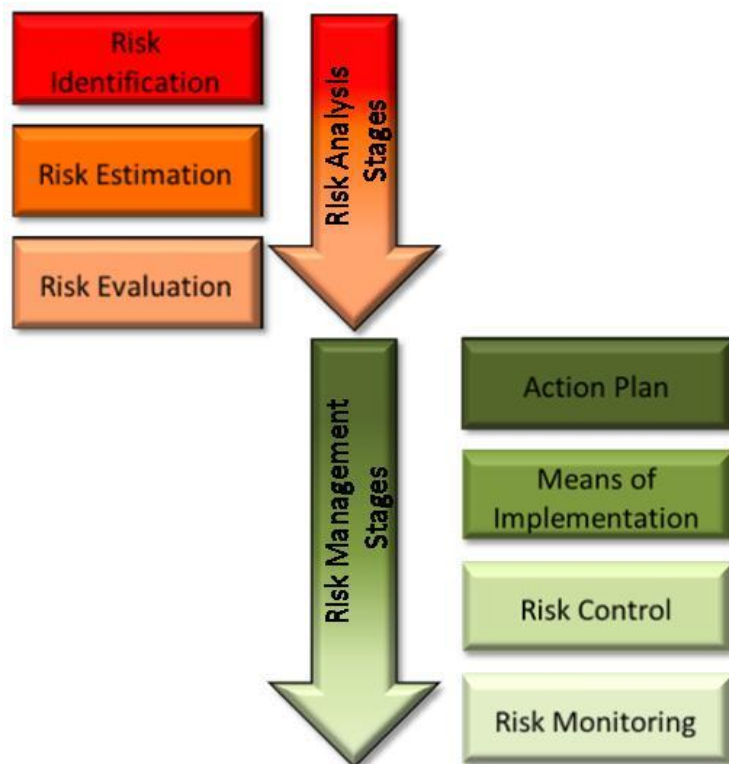 Risk
Identification
Risk Estimation
Risk Evaluation
Risk Analysis
Stages
Risk Management
Stages
Action Plan
Means of
Implementation
Risk Control
Risk Monitoring